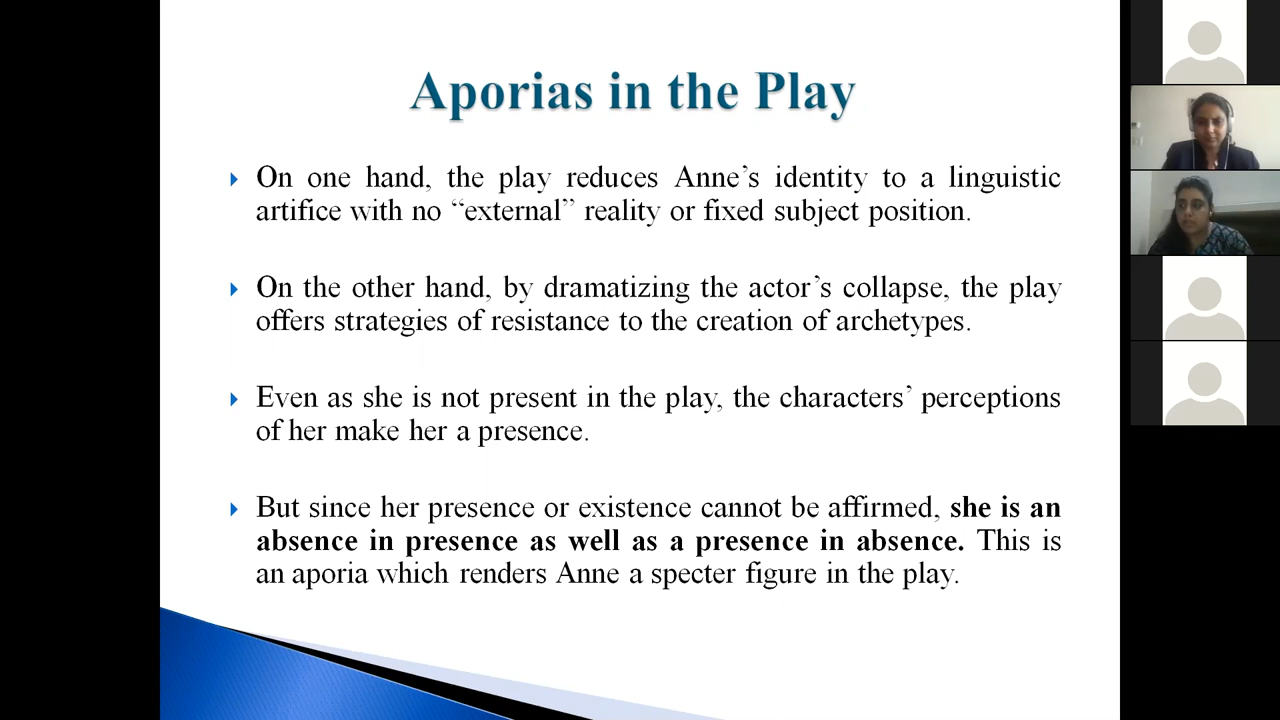 Aporias in the Play
On one hand, the play reduces Anne’s identity to a linguistic
artifice with no “external” reality or fixed subject position.
On the other hand, by dramatizing the actor’s collapse, the play
offers strategies of resistance to the creation of archetypes.
Even as she is not present in the play, the characters’ perceptions
of her make her a presence.
But since her presence or existence cannot be affirmed, she is an
absence in presence as well as a presence in absence. This is
an aporia which renders Anne a specter figure in the play.